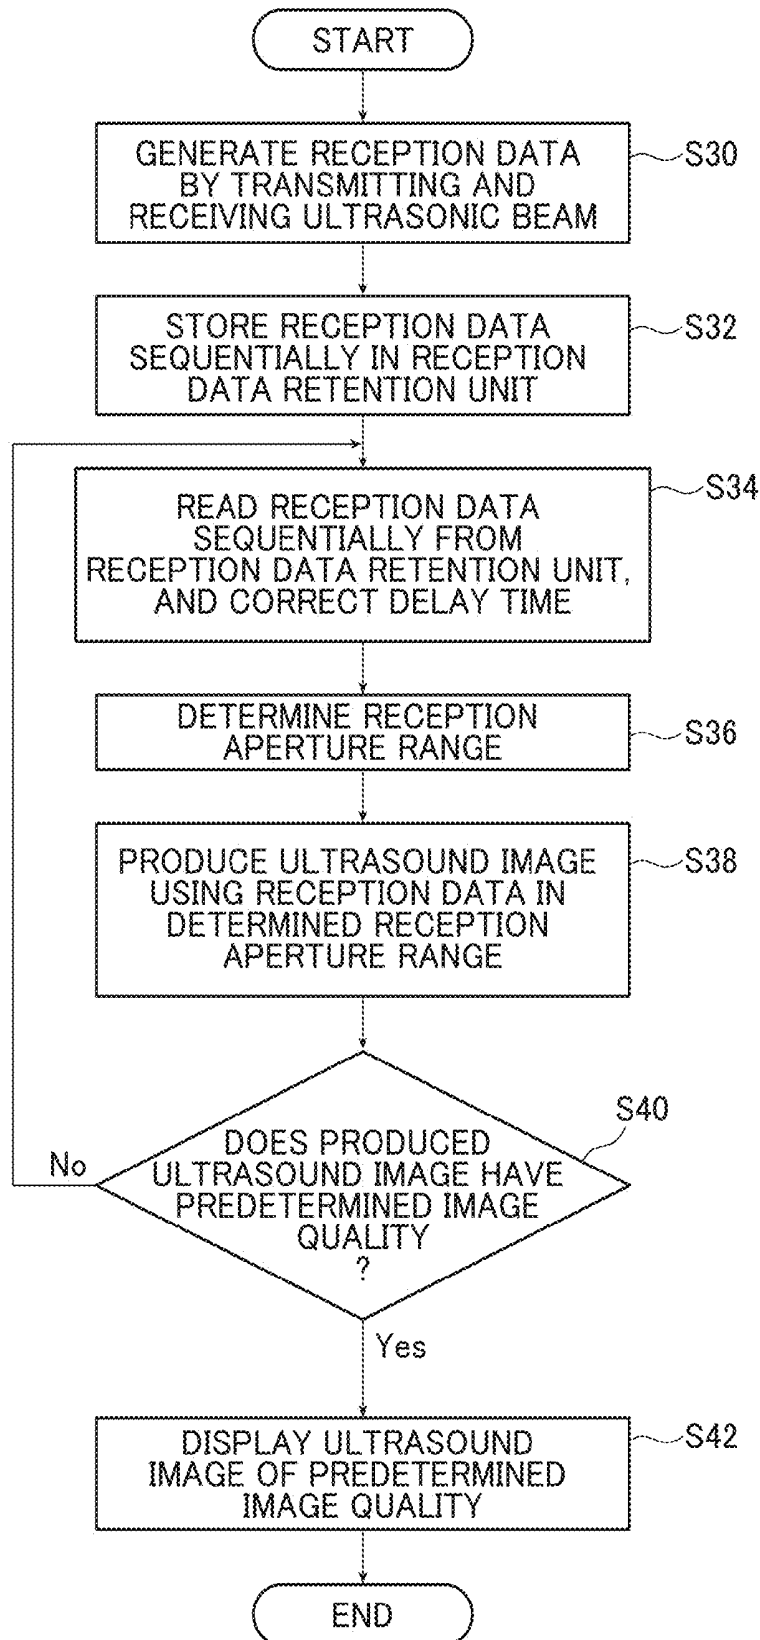 START
GENERATE RECEPTION DATA
BY TRANSMITTING AND
RECEIVING ULTRASONIC BEAM
S30
STORE RECEPTION DATA
SEQUENTIALLY IN RECEPTION
DATA RETENTION UNIT
S32
READ RECEPTION DATA
SEQUENTIALLY FROM
RECEPTION DATA RETENTION UNIT,
AND CORRECT DELAY TIME
S34
DETERMINE RECEPTION
APERTURE RANGE
S36
PRODUCE ULTRASOUND IMAGE
USING RECEPTION DATA IN
DETERMINED RECEPTION
APERTURE RANGE
S38
S40
DOES PRODUCED
ULTRASOUND IMAGE HAVE
PREDETERMINED IMAGE
QUALITY
?
No
Yes
DISPLAY ULTRASOUND
IMAGE OF PREDETERMINED
IMAGE QUALITY
S42
END